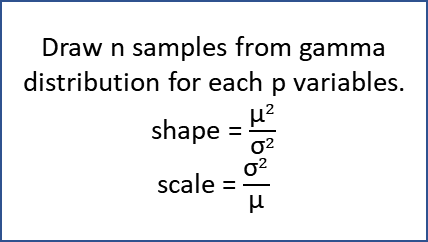 Draw n samples from gamma
distribution for each p variables.
shape = μ²/σ²
scale = σ²/μ